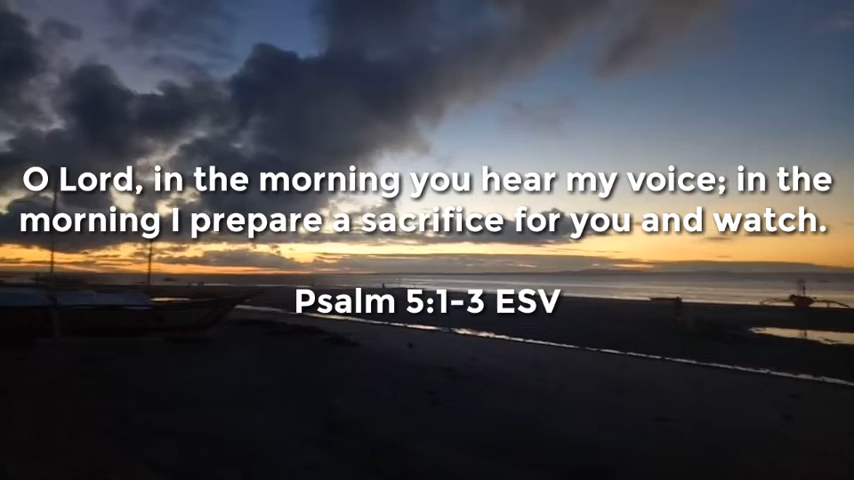 O Lord, in the morning you hear my voice; in the
morning I prepare a sacrifice for you and watch.
Psalm 5:1-3 ESV